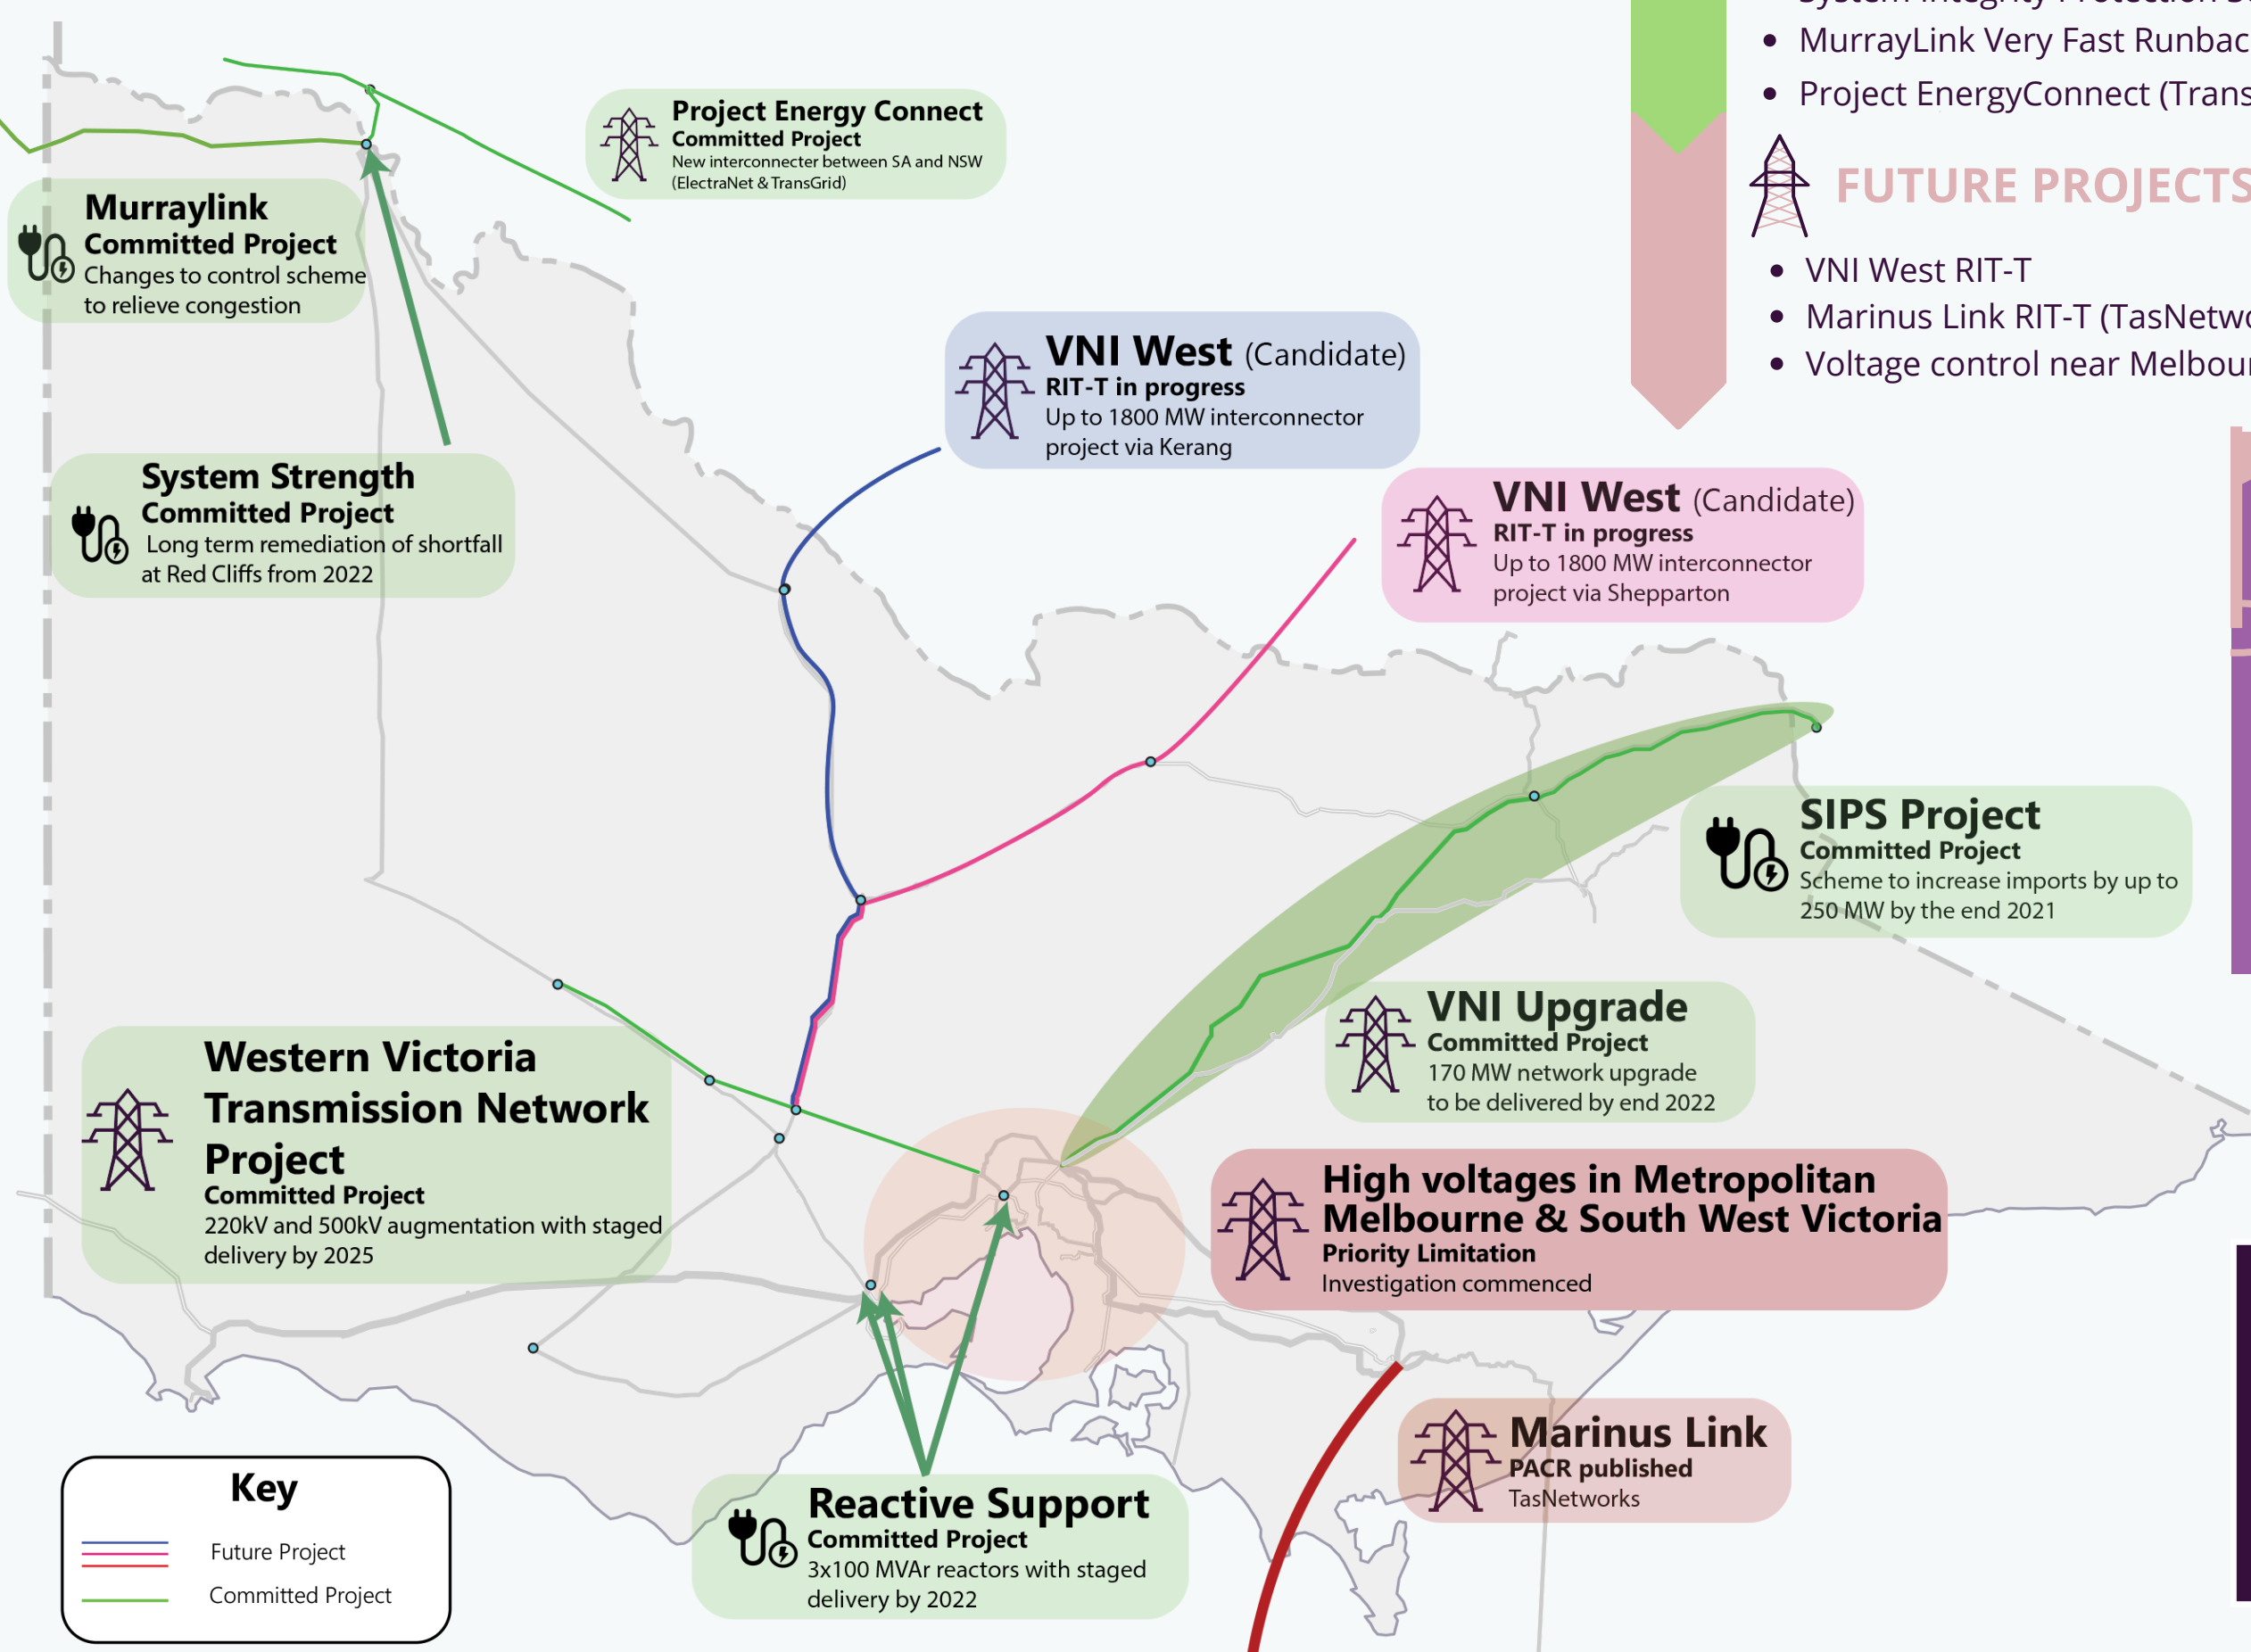 MurrayLink Very Fast
Project EnergyConnect
FUTURE PROJECTS
VNI West RIT-T
Marinus Link RIT-T
Voltage control near
Project Energy Connect
Committed Project
New interconnecter between SA and NSW
(ElectraNet & TransGrid)
Murraylink
Committed Project
Changes to control scheme
to relieve congestion
System Strength
Committed Project
Long term remediation of shortfall
at Red Cliffs from 2022
VNI West (Candidate)
RIT-T in progress
Up to 1800 MW interconnector
project via Kerang
VNI West (Candidate)
RIT-T in progress
Up to 1800 MW interconnector
project via Shepparton
SIPS Project
Committed Project
Scheme to increase imports by up to
250 MW by the end 2021
VNI Upgrade
Committed Project
170 MW network upgrade
to be delivered by end 2022
Western Victoria
Transmission Network
Project
Committed Project
220kV and 500kV augmentation with staged
delivery by 2025
High voltages in Metropolitan
Melbourne & South West Victoria
Priority Limitation
Investigation commenced
Marinus Link
PACR published
TasNetworks
Reactive Support
Committed Project
3x100 MVAr reactors with staged
delivery by 2022
Key
Future Project
Committed Project